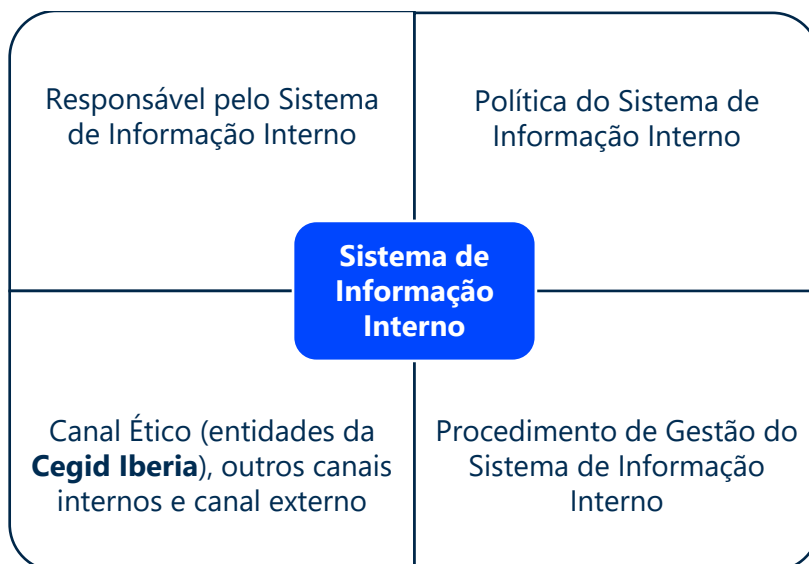 Responsável pelo Sistema
de Informação Interno
Política do Sistema de
Informação Interno
Sistema de
Informação
Interno
Canal Ético (entidades da
Cegid Iberia), outros canais
internos e canal externo
Procedimento de Gestão do
Sistema de Informação
Interno